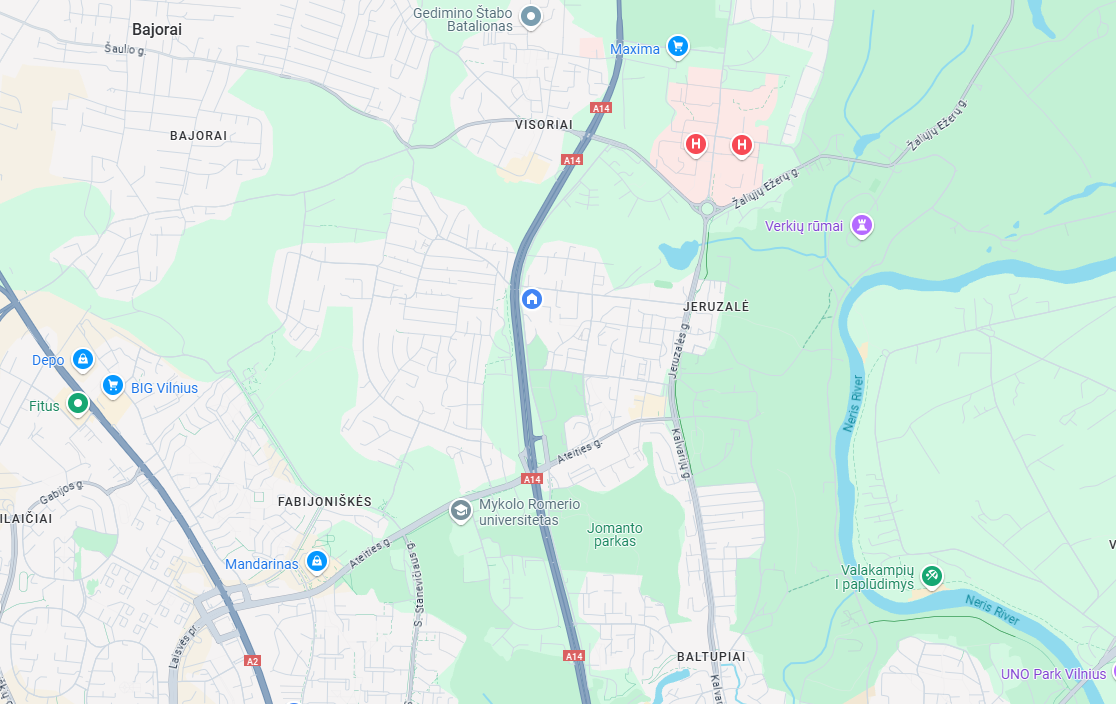 Gedimino Štabo
Batalionas
Bajorai
Šaulio g.
Maxima
A14
VISORIAI
BAJORAI
Žaliųjų Ežerų g.
A14
Žaliųjų Ežerų g.
Verkių rūmai
JERUZALĖ
Jeruzalės g.
Depo
BIG Vilnius
Fitus
Neris River
Kalvarijų g.
Ateities g.
A14
Gabijos g.
FABIJONIŠKĖS
Mykolo Romerio
universitetas
ILAIČIAI
Jomanto
parkas
Ateities g.
Mandarinas
S. Stanevičiaus g.
Valakampių
I paplūdimys
Neris River
Laisvės pr.
A2
A14
BALTUPIAI
UNO Park Vilnius
Kalvar